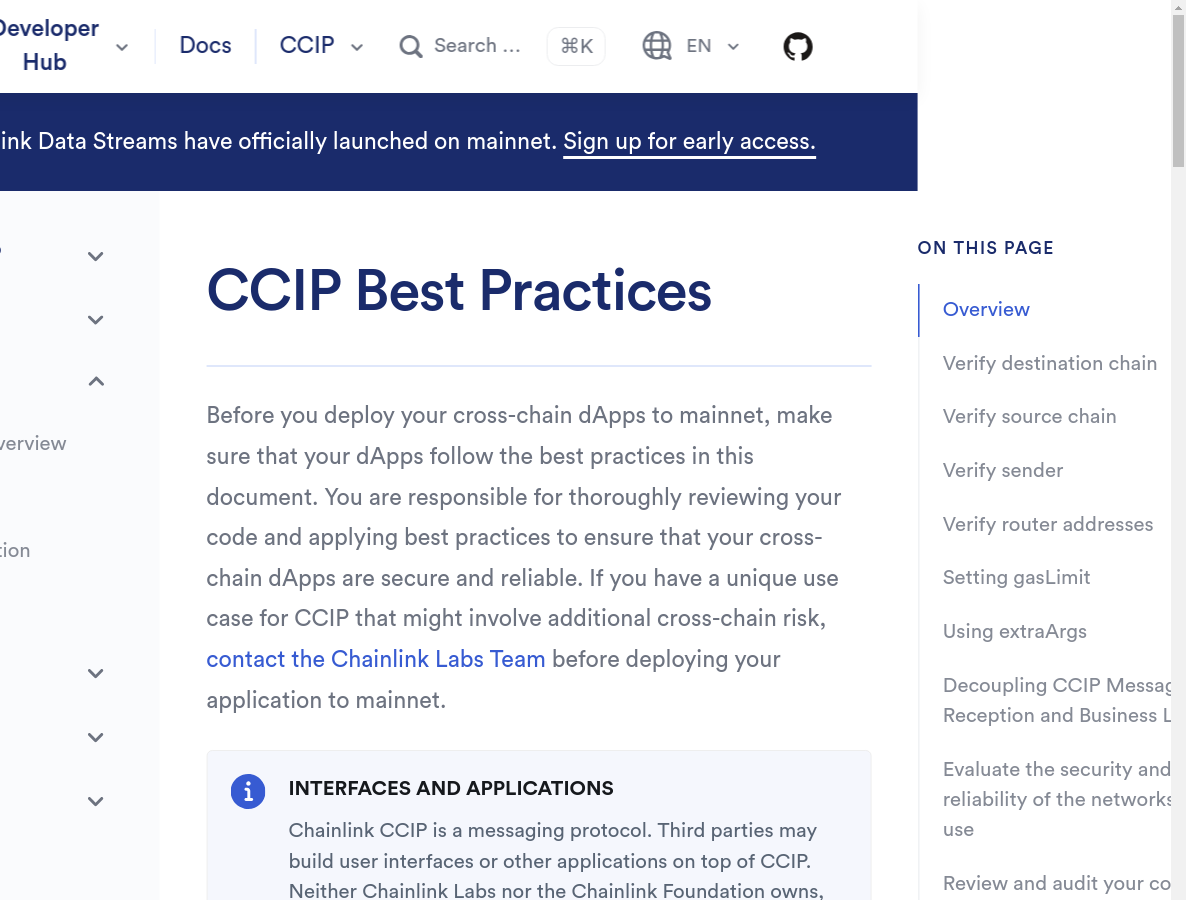 Developer
Hub
Docs
CCIP
Search ...
⌘K
EN
ink Data Streams have officially launched on mainnet. Sign up for early access.
verview
tion
CCIP Best Practices
Before you deploy your cross-chain dApps to mainnet, make
sure that your dApps follow the best practices in this
document. You are responsible for thoroughly reviewing your
code and applying best practices to ensure that your cross-
chain dApps are secure and reliable. If you have a unique use
case for CCIP that might involve additional cross-chain risk,
contact the Chainlink Labs Team before deploying your
application to mainnet.
INTERFACES AND APPLICATIONS
Chainlink CCIP is a messaging protocol. Third parties may
build user interfaces or other applications on top of CCIP.
Neither Chainlink Labs nor the Chainlink Foundation owns,
ON THIS PAGE
Overview
Verify destination chain
Verify source chain
Verify sender
Verify router addresses
Setting gasLimit
Using extraArgs
Decoupling CCIP Messag
Reception and Business L
Evaluate the security and
reliability of the networks
use
Review and audit your co